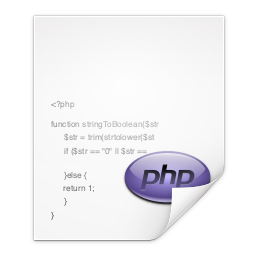 <?php
function stringToBoolean($str
$str = trim(strtolower($st
if ($str == "0" || $str ==
}else {
return 1;
}
}
php